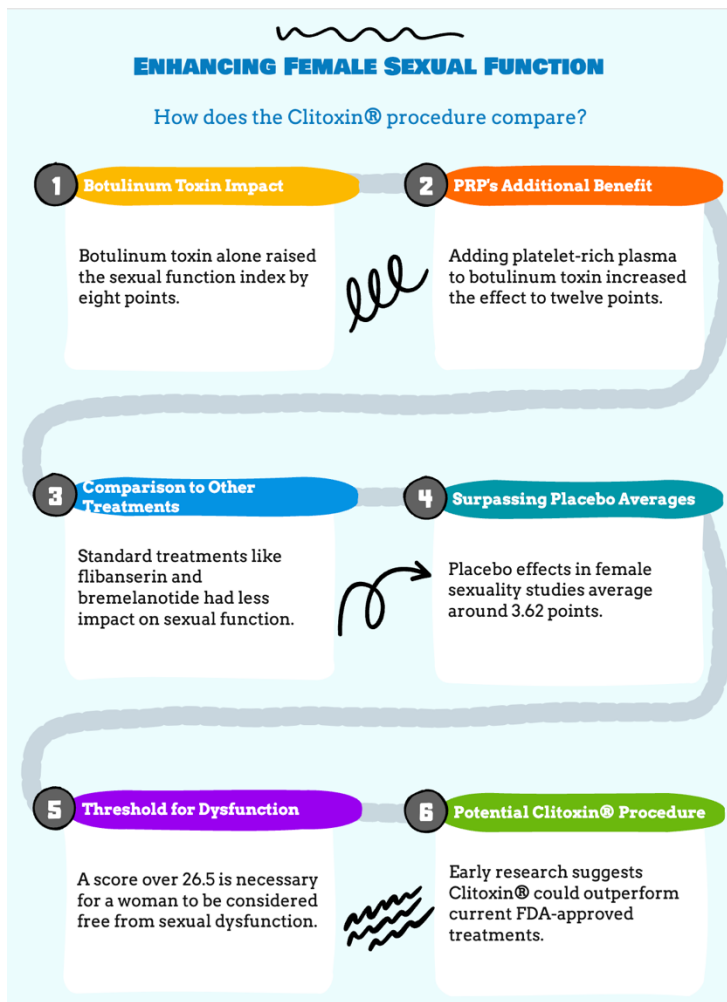 ENHANCING FEMALE SEXUAL FUNCTION
How does the Clitoxin® procedure compare?
1
Botulinum Toxin Impact
Botulinum toxin alone raised
the sexual function index by
eight points.
2
PRP's Additional Benefit
Adding platelet-rich plasma
to botulinum toxin increased
the effect to twelve points.
3
Comparison to Other
Treatments
Standard treatments like
flibanserin and
bremelanotide had less
impact on sexual function.
4
Surpassing Placebo Averages
Placebo effects in female
sexuality studies average
around 3.62 points.
5
Threshold for Dysfunction
A score over 26.5 is necessary
for a woman to be considered
free from sexual dysfunction.
6
Potential Clitoxin® Procedure
Early research suggests
Clitoxin® could outperform
current FDA-approved
treatments.